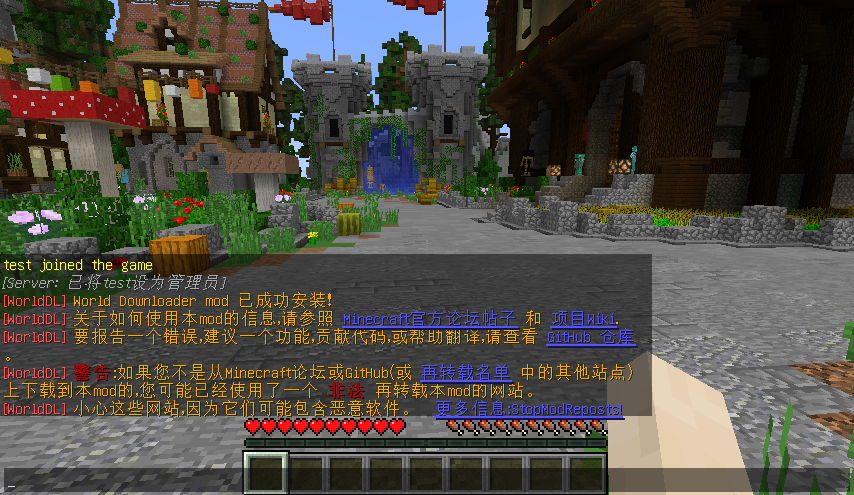 test joined the game
[Server: 已将test设为管理员]
[WorldDL] World Downloader mod 已成功安装!
[WorldDL] 关于如何使用本mod的信息,请参照 Minecraft官方论坛帖子 和 项目Wiki.
[WorldDL] 要报告一个错误,建议一个功能,贡献代码,或帮助翻译,请查看 GitHub 仓库
。
[WorldDL] 警告:如果您不是从Minecraft论坛或GitHub(或 再转载名单 中的其他站点)
上下载到本mod的,您可能已经使用了一个 非法 再转载本mod的网站。
[WorldDL] 小心这些网站,因为它们可能包含恶意软件。 更多信息:StopModReposts!
_